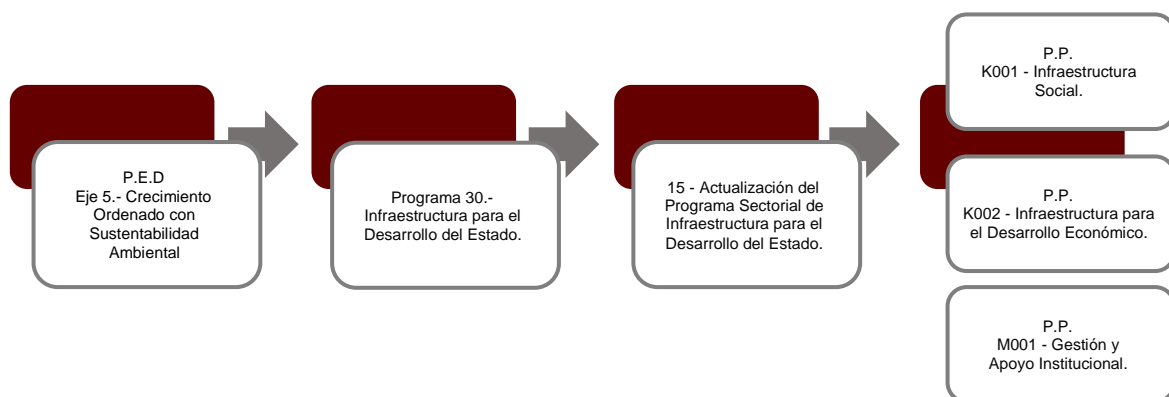 P.E.D
Eje 5.- Crecimiento
Ordenado con
Sustentabilidad
Ambiental
Programa 30.-
Infraestructura para el
Desarrollo del Estado.
15 - Actualización del
Programa Sectorial de
Infraestructura para el
Desarrollo del Estado.
P.P.
K001 - Infraestructura
Social.
P.P.
K002 - Infraestructura para
el Desarrollo Económico.
P.P.
M001 - Gestión y
Apoyo Institucional.